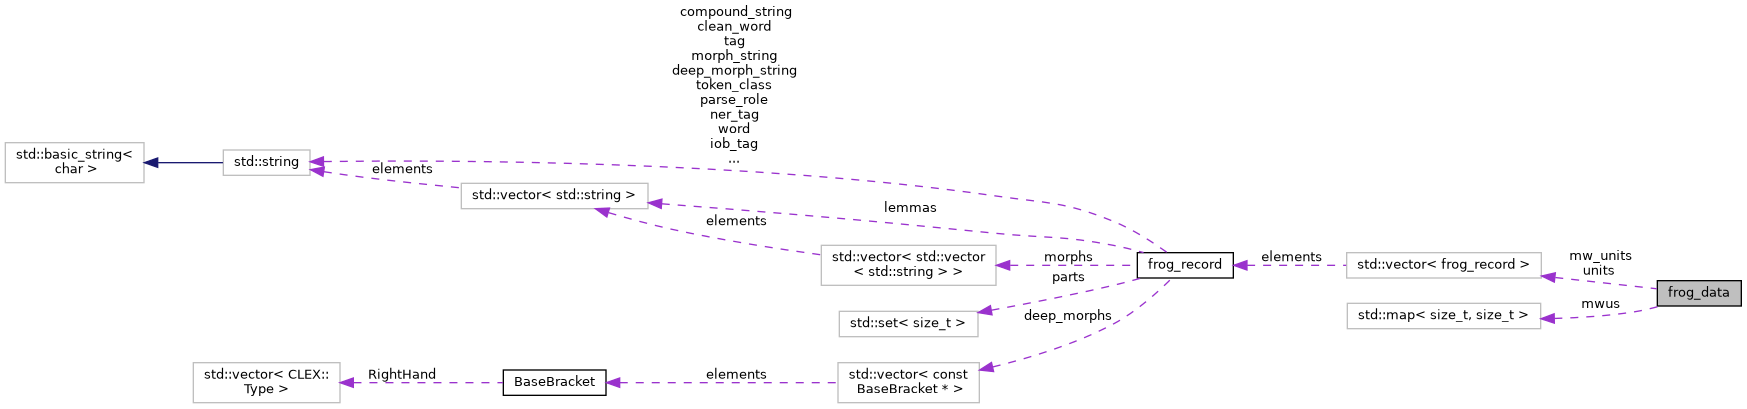 compound_string
clean_word
tag
morph_string
deep_morph_string
token_class
parse_role
ner_tag
word
iob_tag
...
std::basic_string<
char >
std::string
elements
std::vector< std::string >
lemmas
elements
std::vector< std::vector
< std::string > >
morphs
parts
frog_record
elements
std::vector< frog_record >
mw_units
units
frog_data
std::set< size_t >
deep_morphs
std::map< size_t, size_t >
mwus
std::vector< CLEX::
Type >
RightHand
BaseBracket
elements
std::vector< const
BaseBracket * >